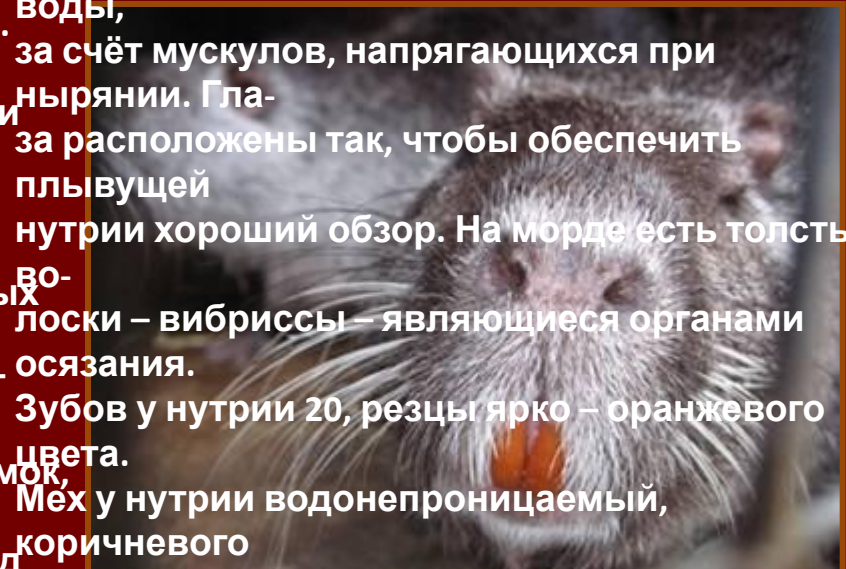 воды,
за счёт мускулов, напрягающихся при
нырянии. Гла-
за расположены так, чтобы обеспечить
плывущей
нутрии хороший обзор. На морде есть толсты
во-
лоски – вибриссы – являющиеся органами
осязания.
Зубов у нутрии 20, резцы ярко – оранжевого
цвета.
Мех у нутрии водонепроницаемый,
коричневого